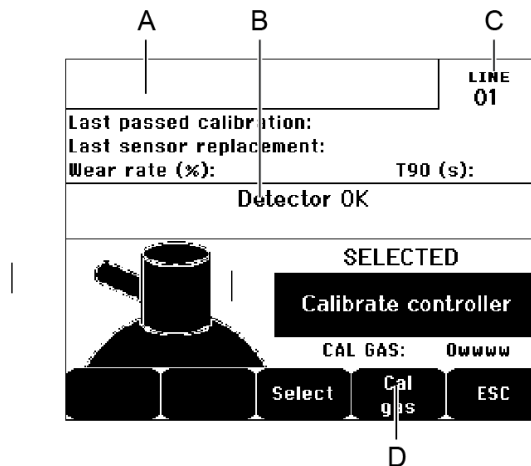 A B C
LINE
01
Last passed calibration:
Last sensor replacement:
Wear rate (%): T90 (s):
Detector OK
SELECTED
Calibrate controller
CAL GAS: 0wwww
Select Cal gas ESC
D